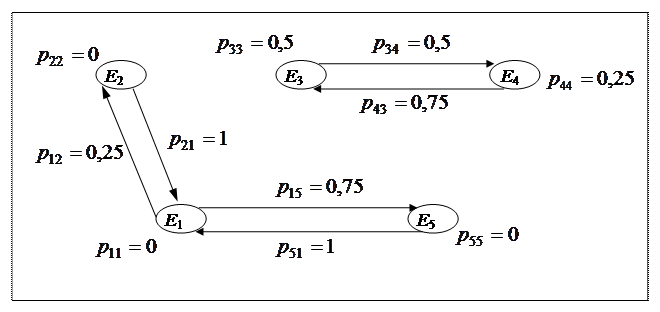 p₂₂ = 0
E₂
p₃₃ = 0,5
E₃
p₃₄ = 0,5
E₄
p₄₄ = 0,25
p₄₃ = 0,75
p₁₂ = 0,25
p₂₁ = 1
p₁₁ = 0
E₁
p₁₅ = 0,75
p₅₁ = 1
E₅
p₅₅ = 0